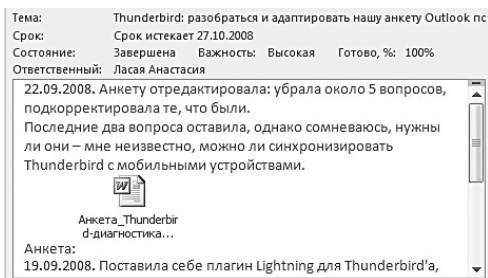 Тема: Thunderbird: разобраться и адаптировать нашу анкету Outlook пс
Срок: Срок истекает 27.10.2008
Состояние: Завершена Важность: Высокая Готово, %: 100%
Ответственный: Ласая Анастасия
22.09.2008. Анкету отредактировала: убрала около 5 вопросов,
подкорректировала те, что были.
Последние два вопроса оставила, однако сомневаюсь, нужны
ли они – мне неизвестно, можно ли синхронизировать
Thunderbird с мобильными устройствами.
Анкета_Thunderbir
d-диагностика...
Анкета:
19.09.2008. Поставила себе плагин Lightning для Thunderbird'a,